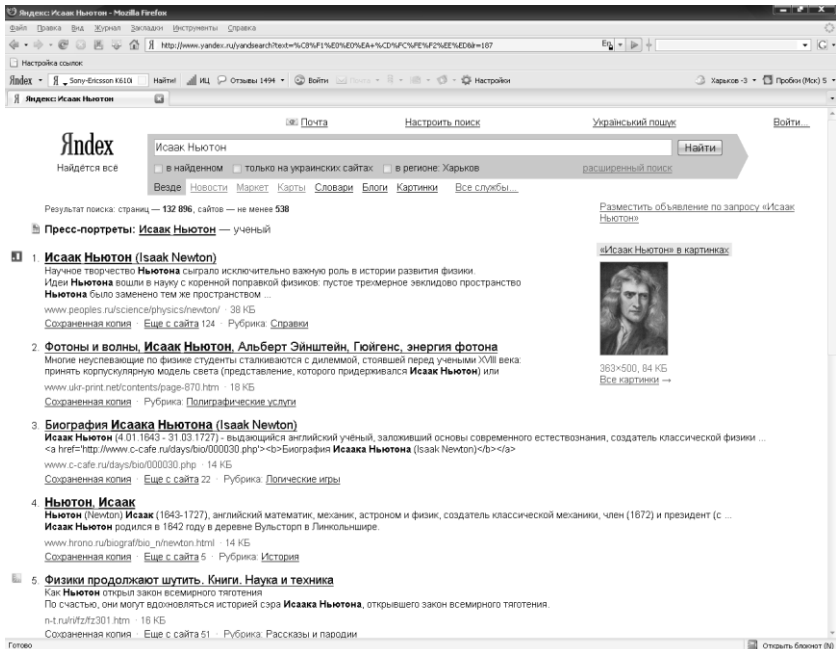 Яндекс: Исаак Ньютон - Mozilla Firefox
Файл Правка Вид Журнал Закладки Инструменты Справка
Настройка ссылок
Яndex Sony-Ericsson K610i Найти! ИЦ Отзывы 1494 Войти Почта Настройки Харьков -3 Пробки (Мск) 5
Яндекс: Исаак Ньютон
Почта Настроить поиск Український пошук Войти...
Яndex
Найдётся всё
Исаак Ньютон Найти
в найденном только на украинских сайтах в регионе: Харьков расширенный поиск
Везде Новости Маркет Карты Словари Блоги Картинки Все службы...
Результат поиска: страниц — 132 896, сайтов — не менее 538
Разместить объявление по запросу «Исаак Ньютон»
Пресс-портреты: Исаак Ньютон — ученый
«Исаак Ньютон» в картинках
363×500, 84 КБ
Все картинки →
1. Исаак Ньютон (Isaak Newton)
Научное творчество Ньютона сыграло исключительно важную роль в истории развития физики.
Идеи Ньютона вошли в науку с коренной поправкой физиков: пустое трехмерное эвклидово пространство
Ньютона было заменено тем же пространством ...
www.peoples.ru/science/physics/newton/ · 38 КБ
Сохраненная копия · Еще с сайта 124 · Рубрика: Справки
2. Фотоны и волны, Исаак Ньютон, Альберт Эйнштейн, Гюйгенс, энергия фотона
Многие неуспевающие по физике студенты сталкиваются с дилеммой, стоявшей перед учеными XVIII века:
принять корпускулярную модель света (представление, которого придерживался Исаак Ньютон) или
www.ukr-print.net/contents/page-870.htm · 18 КБ
Сохраненная копия · Рубрика: Полиграфические услуги
3. Биография Исаака Ньютона (Isaak Newton)
Исаак Ньютон (4.01.1643 - 31.03.1727) - выдающийся английский учёный, заложивший основы современного естествознания, создатель классической физики ...
<a href='http://www.c-cafe.ru/days/bio/000030.php'><b>Биография Исаака Ньютона (Isaak Newton)</b></a>
www.c-cafe.ru/days/bio/000030.php · 14 КБ
Сохраненная копия · Еще с сайта 22 · Рубрика: Логические игры
4. Ньютон, Исаак
Ньютон (Newton) Исаак (1643-1727), английский математик, механик, астроном и физик, создатель классической механики, член (1672) и президент (с ...
Исаак Ньютон родился в 1642 году в деревне Вульсторп в Линкольншире.
www.hrono.ru/biograf/bio_n/newton.html · 14 КБ
Сохраненная копия · Еще с сайта 5 · Рубрика: История
5. Физики продолжают шутить. Книги. Наука и техника
Как Ньютон открыл закон всемирного тяготения
По счастью, они могут вдохновляться историей сэра Исаака Ньютона, открывшего закон всемирного тяготения.
n-t.ru/ri/fz/fz301.htm · 16 КБ
Сохраненная копия · Еще с сайта 51 · Рубрика: Рассказы и пародии
Готово Открыть блокнот (N)